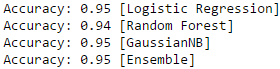 Accuracy: 0.95 [Logistic Regression]
Accuracy: 0.94 [Random Forest]
Accuracy: 0.95 [GaussianNB]
Accuracy: 0.95 [Ensemble]